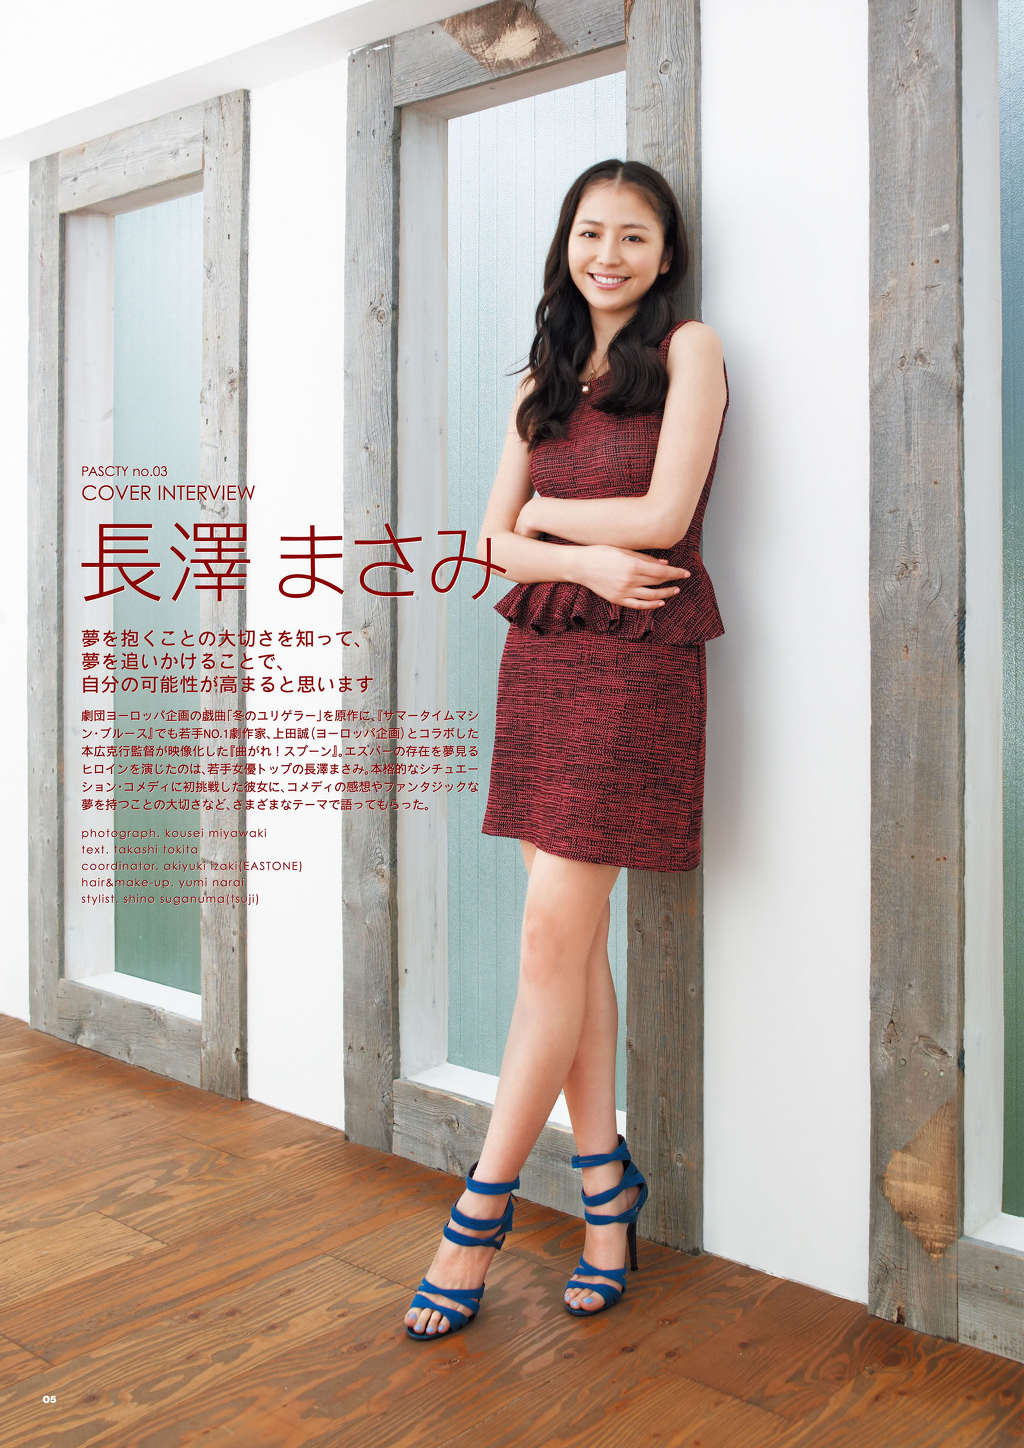 PASCTY no.03
COVER INTERVIEW
長澤 まさみ
夢を抱くことの大切さを知って、
夢を追いかけることで、
自分の可能性が高まると思います
劇団ヨーロッパ企画の戯曲「冬のユリゲラー」を原作に、『サマータイムマシ
ン・ブルース』でも若手NO.1劇作家、上田誠(ヨーロッパ企画)とコラボした
本広克行監督が映像化した『曲がれ!スプーン』。エスパーの存在を夢見る
ヒロインを演じたのは、若手女優トップの長澤まさみ。本格的なシチュエー
ション・コメディに初挑戦した彼女に、コメディの感想やファンタジックな
夢を持つことの大切さなど、さまざまなテーマで語ってもらった。
photograph. kousei miyawaki
text. takashi tokita
coordinator. akiyuki izaki(EASTONE)
hair&make-up. yumi narai
stylist. shino suganuma(tsuji)
05